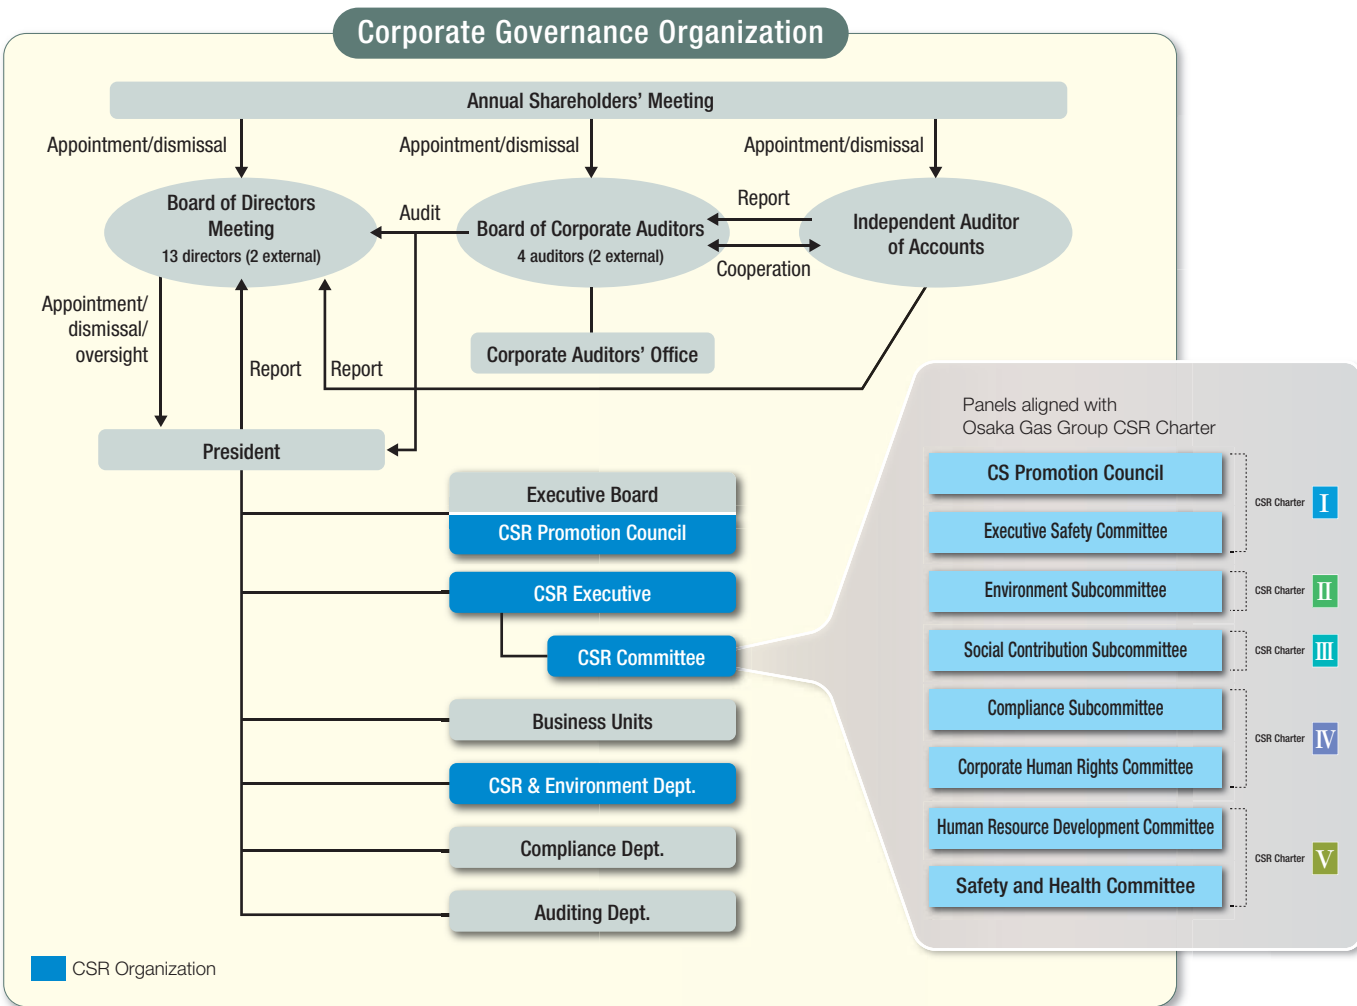 Corporate Governance Organization
Annual Shareholders' Meeting
Appointment/dismissal
Appointment/dismissal
Appointment/dismissal
Board of Directors
Meeting
13 directors (2 external)
Audit
Board of Corporate Auditors
4 auditors (2 external)
Report
Cooperation
Independent Auditor
of Accounts
Appointment/
dismissal/
oversight
Report
Report
Corporate Auditors' Office
President
Executive Board
CSR Promotion Council
CSR Executive
CSR Committee
Business Units
CSR & Environment Dept.
Compliance Dept.
Auditing Dept.
CSR Organization
Panels aligned with
Osaka Gas Group CSR Charter
CS Promotion Council
Executive Safety Committee
CSR Charter I
Environment Subcommittee
CSR Charter II
Social Contribution Subcommittee
CSR Charter III
Compliance Subcommittee
Corporate Human Rights Committee
CSR Charter IV
Human Resource Development Committee
Safety and Health Committee
CSR Charter V